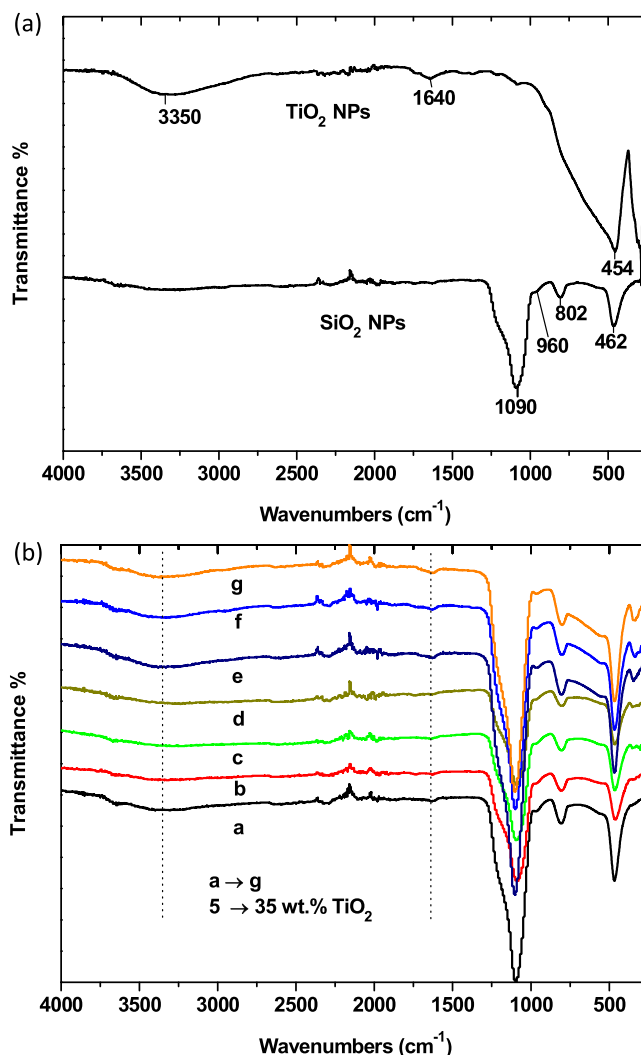 (a)
3350
TiO₂ NPs
1640
454
SiO₂ NPs
802
960
462
1090
Transmittance %
4000 3500 3000 2500 2000 1500 1000 500
Wavenumbers (cm⁻¹)
(b)
g
f
e
d
c
b
a
a → g
5 → 35 wt.% TiO₂
Transmittance %
4000 3500 3000 2500 2000 1500 1000 500
Wavenumbers (cm⁻¹)